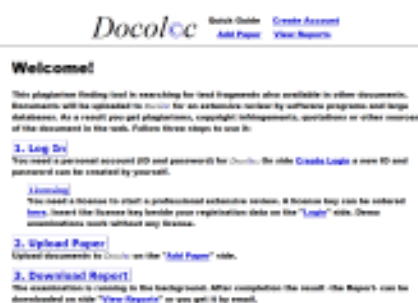 Docoloc
Quick Guide Create Account
Add Paper View Reports
Welcome!
This plagiarism finding tool is searching for text fragments also available in other documents.
Documents will be uploaded to Docoloc for an extensive review by software programs and large
databases. As a result you get plagiarisms, copyright infringements, quotations or other sources
of the document in the web. Follow three steps to use it:
1. Log In
You need a personal account (ID and password) for Docoloc. On side Create Login a new ID and
password can be created by yourself.
Licensing
You need a license to start a professional extensive review. A license key can be ordered
here. Insert the license key beside your registration data on the "Login" side. Demo
examinations work without any license.
2. Upload Paper
Upload documents to Docoloc on the "Add Paper" side.
3. Download Report
The examination is running in the background. After completion the result - the Report - can be
downloaded on side "View Reports" or you get it by email.